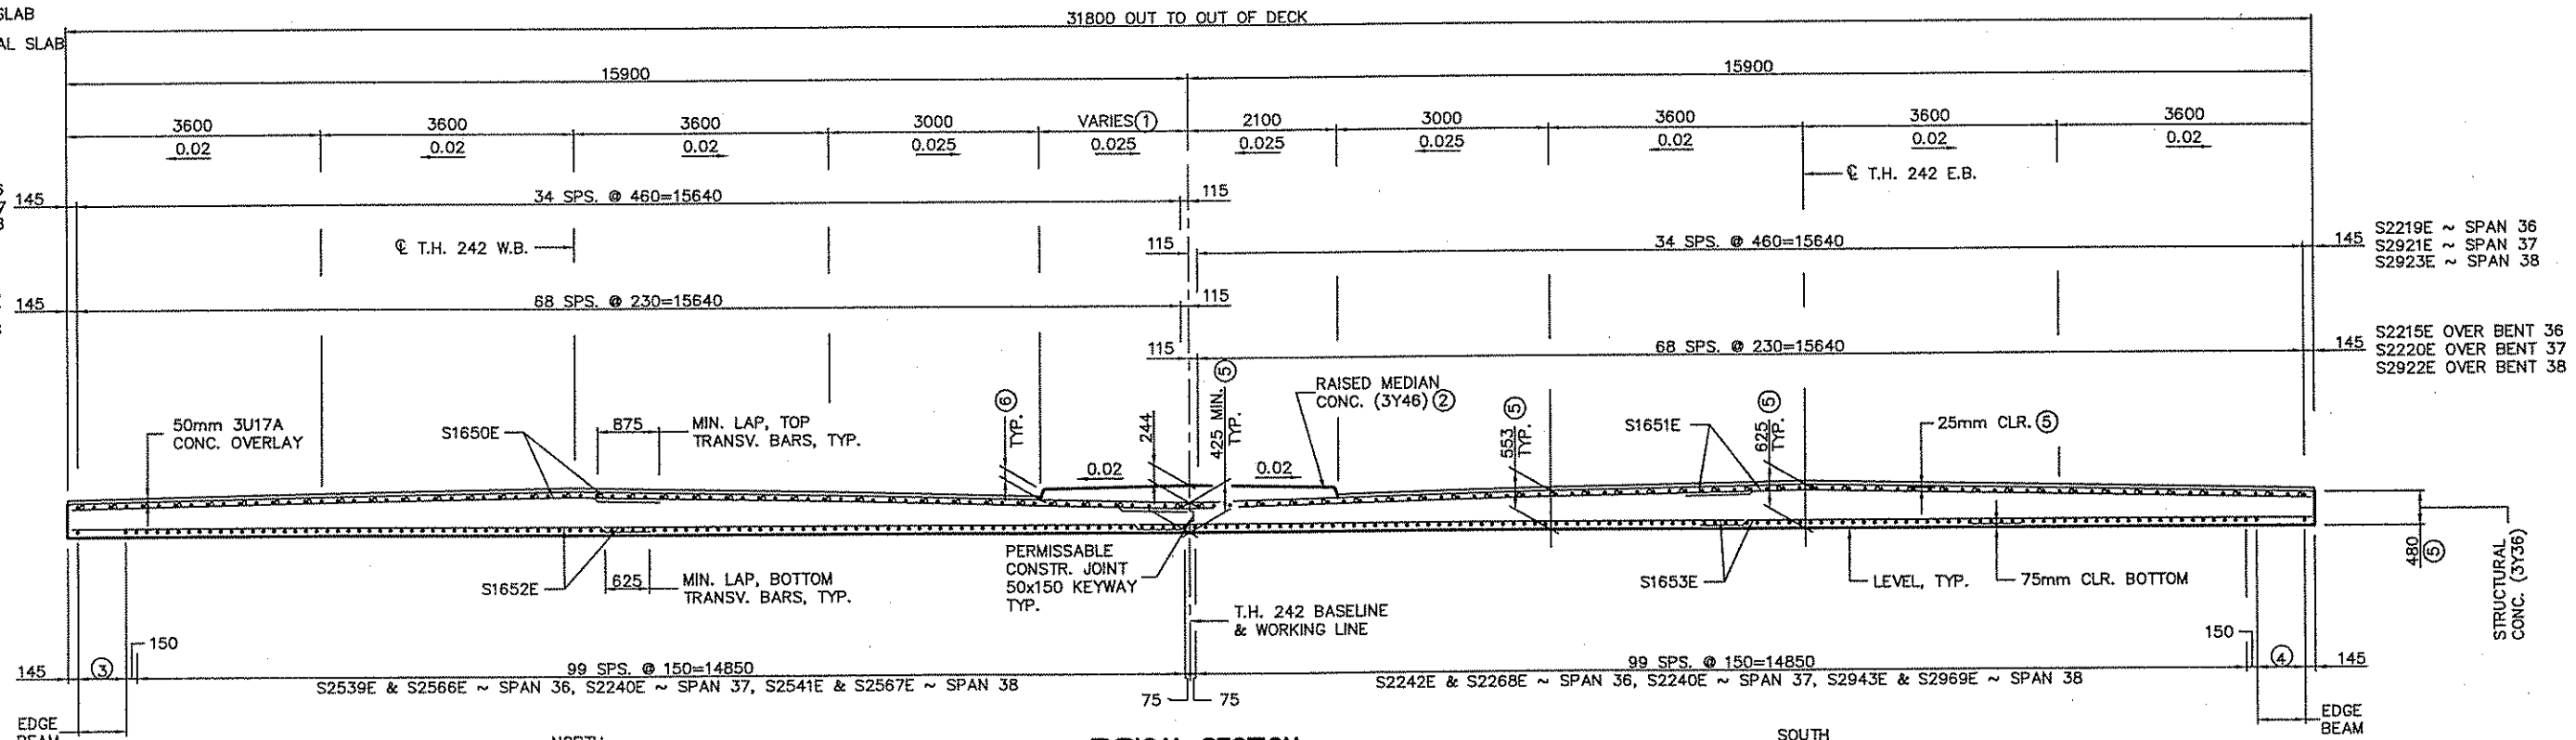 SLAB
AL SLAB
31800 OUT TO OUT OF DECK
15900
15900
3600
3600
3600
3000
VARIES ①
2100
3000
3600
3600
3600
0.02
0.02
0.02
0.025
0.025
0.025
0.025
0.02
0.02
0.02
℄ T.H. 242 E.B.
145
34 SPS. @ 460=15640
115
℄ T.H. 242 W.B.
115
34 SPS. @ 460=15640
145
S2219E ~ SPAN 36
S2921E ~ SPAN 37
S2923E ~ SPAN 38
145
68 SPS. @ 230=15640
115
115
68 SPS. @ 230=15640
145
S2215E OVER BENT 36
S2220E OVER BENT 37
S2922E OVER BENT 38
50mm 3U17A
CONC. OVERLAY
S1650E
875
MIN. LAP, TOP
TRANSV. BARS, TYP.
⑥
TYP.
244
425 MIN. ⑤
TYP.
RAISED MEDIAN
CONC. (3Y46) ②
553 ⑤
TYP.
S1651E
625 ⑤
TYP.
25mm CLR. ⑤
0.02
0.02
S1652E
625
MIN. LAP, BOTTOM
TRANSV. BARS, TYP.
PERMISSABLE
CONSTR. JOINT
50x150 KEYWAY
TYP.
T.H. 242 BASELINE
& WORKING LINE
S1653E
LEVEL, TYP.
75mm CLR. BOTTOM
480
⑤
STRUCTURAL
CONC. (3Y36)
145
③
150
99 SPS. @ 150=14850
S2539E & S2566E ~ SPAN 36, S2240E ~ SPAN 37, S2541E & S2567E ~ SPAN 38
75
75
99 SPS. @ 150=14850
S2242E & S2268E ~ SPAN 36, S2240E ~ SPAN 37, S2943E & S2969E ~ SPAN 38
150
④
145
EDGE
BEAM
EDGE
BEAM
NORTH
TYPICAL SECTION
SOUTH